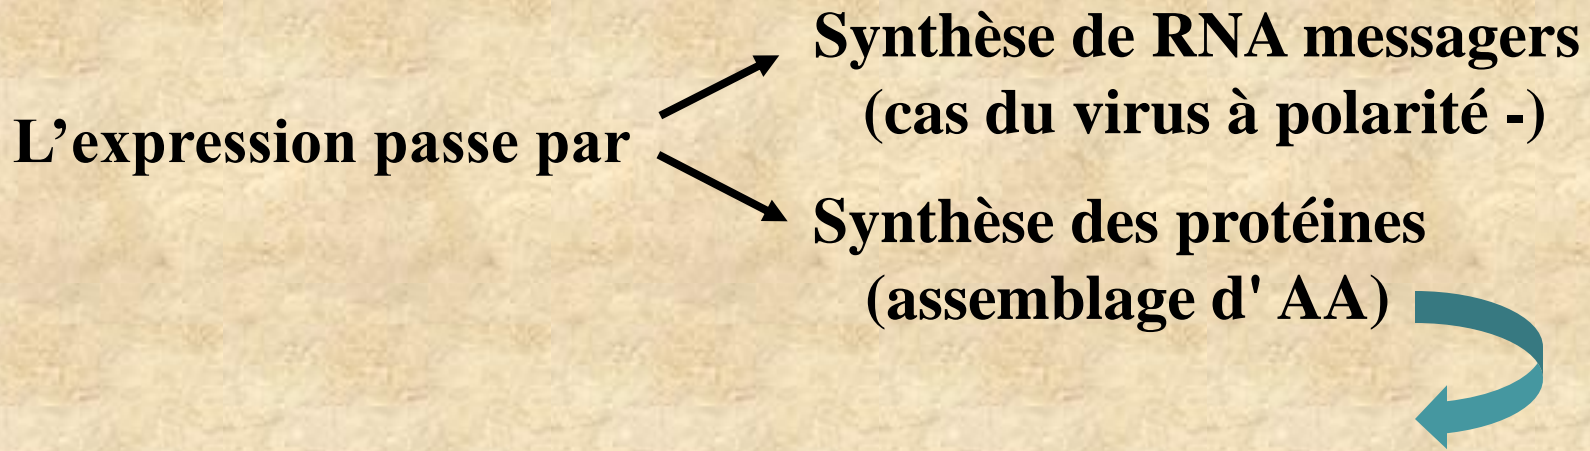 L’expression passe par
Synthèse de RNA messagers
(cas du virus à polarité -)
Synthèse des protéines
(assemblage d' AA)